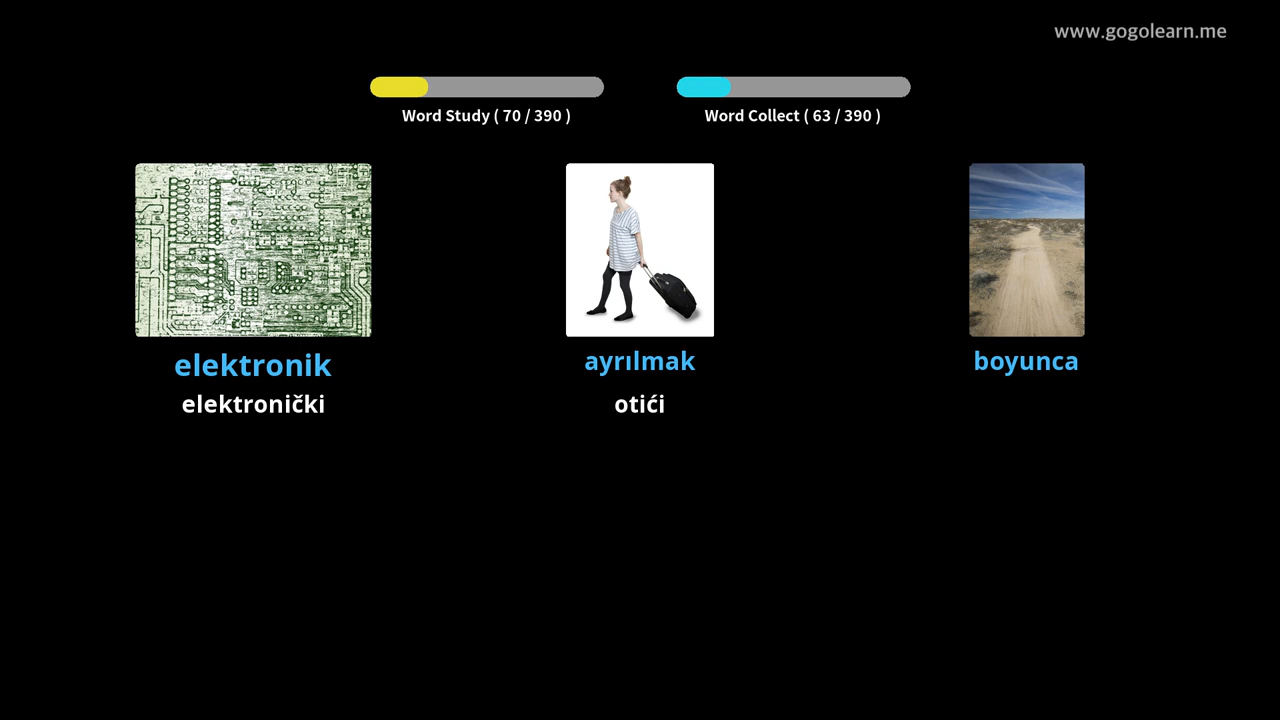 www.gogolearn.me
Word Study ( 70 / 390 )
Word Collect ( 63 / 390 )
elektronik
elektronički
ayrılmak
otići
boyunca